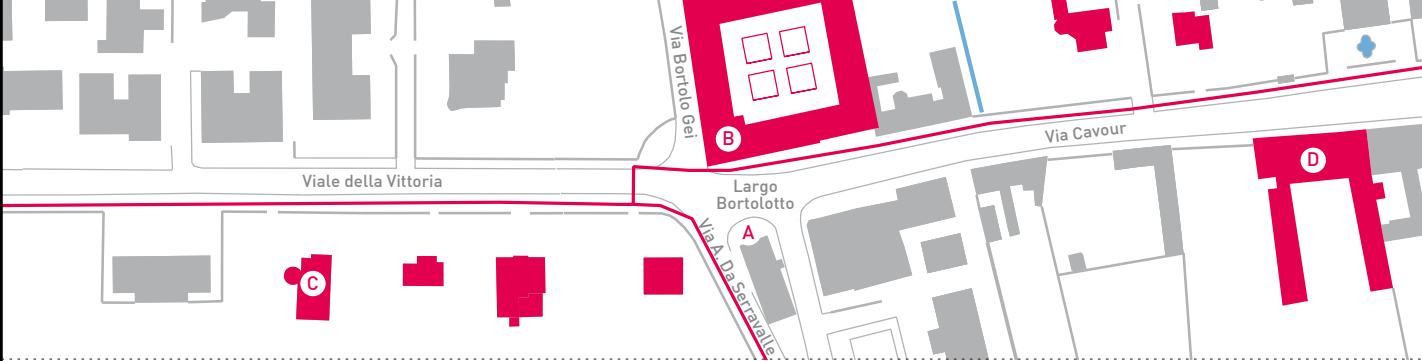 Via Bortolo Gei
B
Via Cavour
D
Viale della Vittoria
Largo
Bortolotto
A
Via A. Da Serravalle
C